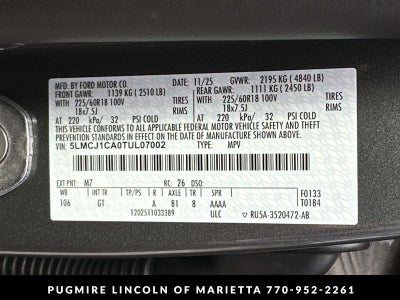 MFD. BY FORD MOTOR CO. 11/25 GVWR: 2195 KG ( 4840 LB)
FRONT GAWR: 1139 KG ( 2510 LB) REAR GAWR: 1111 KG ( 2450 LB)
WITH 225/60R18 100V TIRES WITH 225/60R18 100V TIRES
18x7.5J RIMS 18x7.5J RIMS
AT 220 kPa/ 32 PSI COLD AT 220 kPa/ 32 PSI COLD
THIS VEHICLE CONFORMS TO ALL APPLICABLE FEDERAL MOTOR VEHICLE SAFETY AND THEFT
PREVENTION STANDARDS IN EFFECT ON THE DATE OF MANUFACTURE SHOWN ABOVE.
VIN: 5LMCJ1CA0TUL07002 TYPE: MPV
EXT PNT: M7 RC: 26 DSO: F0133
WB INT TR TP/PS R AXLE TR SPR T01B4
106 GT A B1 8 AAAA
1202511033389 ULC RU5A-3520472-AB
PUGMIRE LINCOLN OF MARIETTA 770-952-2261